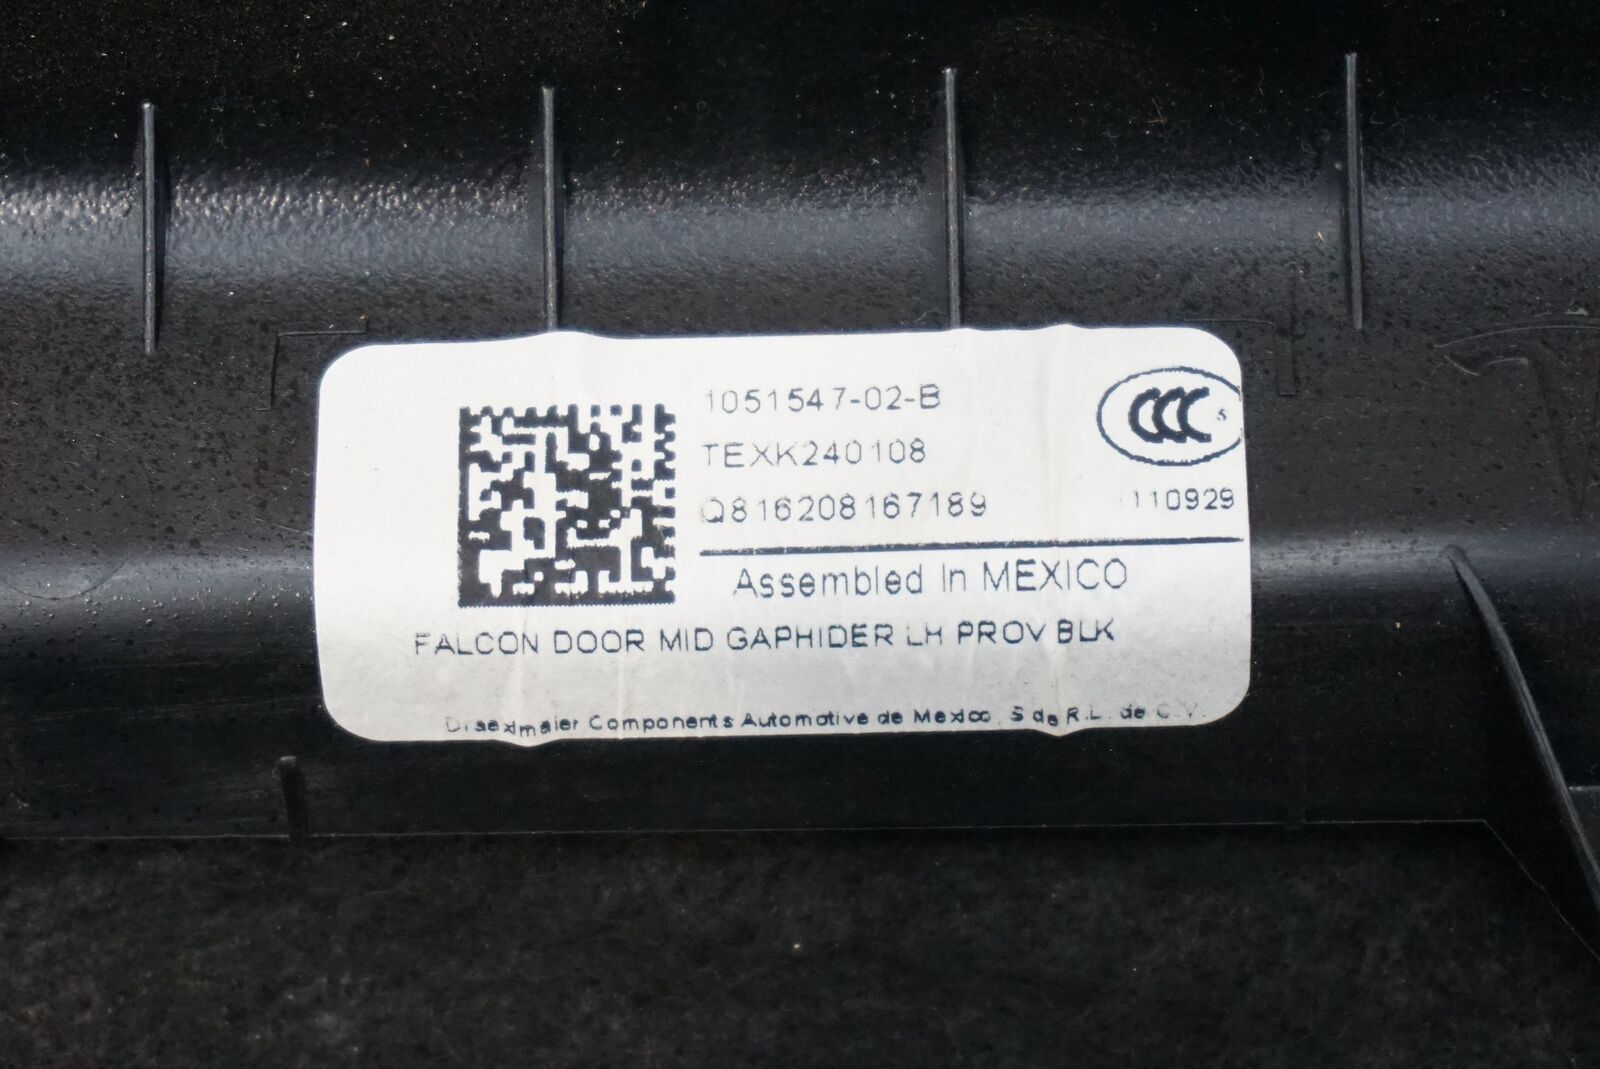 1051547-02-B
TEXK240108
Q816208167189
CCC S
110929
Assembled In MEXICO
FALCON DOOR MID GAPHIDER LH PROV BLK
Draexlmaier Components Automotive de Mexico, S de R.L. de C.V.